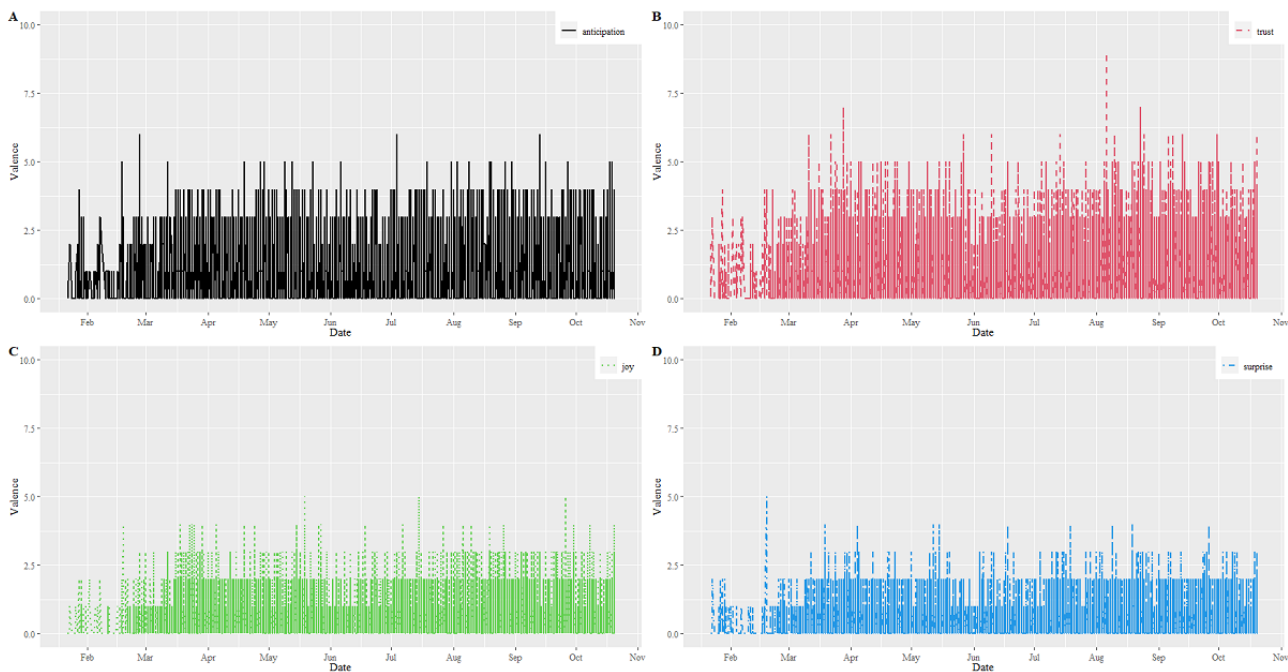 A
anticipation
10.0
7.5
5.0
2.5
0.0
Valence
Feb Mar Apr May Jun Jul Aug Sep Oct Nov
Date
B
trust
10.0
7.5
5.0
2.5
0.0
Valence
Feb Mar Apr May Jun Jul Aug Sep Oct Nov
Date
C
joy
10.0
7.5
5.0
2.5
0.0
Valence
Feb Mar Apr May Jun Jul Aug Sep Oct Nov
Date
D
surprise
10.0
7.5
5.0
2.5
0.0
Valence
Feb Mar Apr May Jun Jul Aug Sep Oct Nov
Date